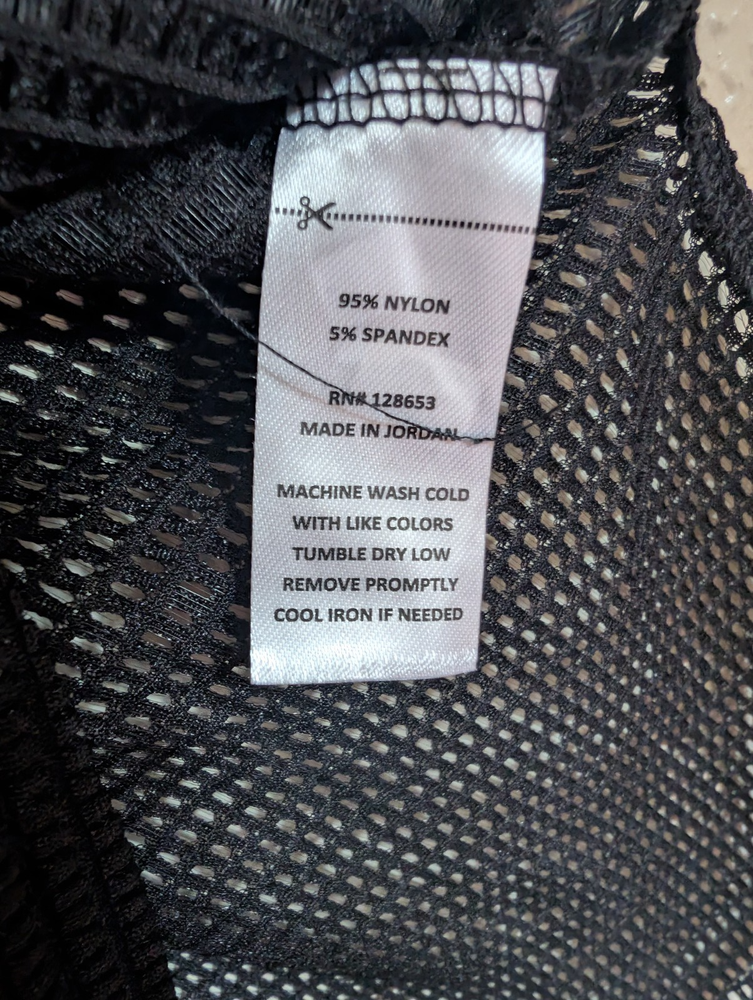 95% NYLON
5% SPANDEX
RN# 128653
MADE IN JORDAN
MACHINE WASH COLD
WITH LIKE COLORS
TUMBLE DRY LOW
REMOVE PROMPTLY
COOL IRON IF NEEDED